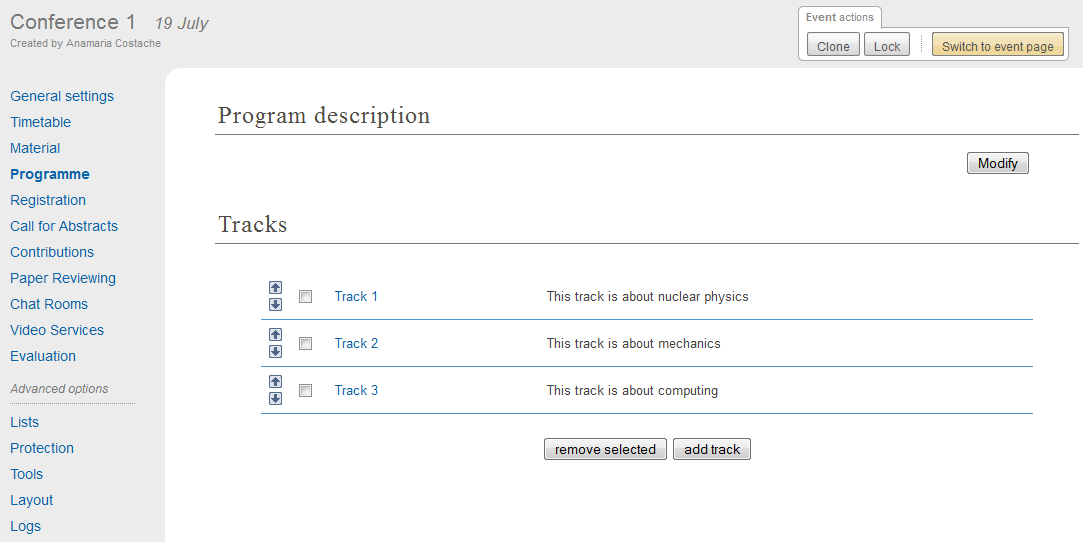 Conference 1 19 July
Created by Anamaria Costache
Event actions
Clone Lock Switch to event page
General settings
Timetable
Material
Programme
Registration
Call for Abstracts
Contributions
Paper Reviewing
Chat Rooms
Video Services
Evaluation
Advanced options
Lists
Protection
Tools
Layout
Logs
Program description
Modify
Tracks
Track 1 This track is about nuclear physics
Track 2 This track is about mechanics
Track 3 This track is about computing
remove selected add track